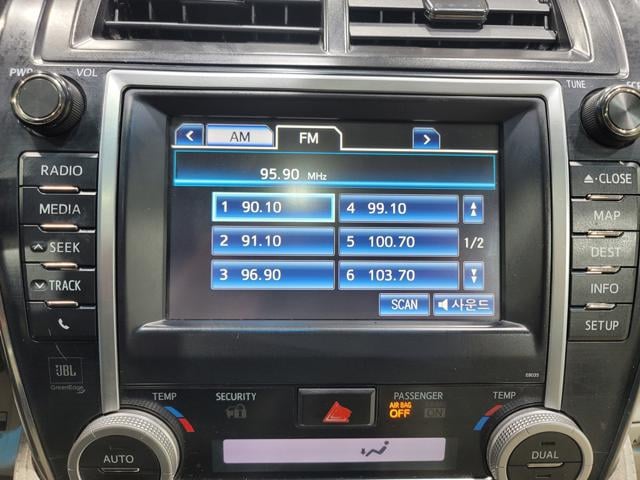 PWR VOL
TUNE
AM FM
95.90 MHz
1 90.10 4 99.10
2 91.10 5 100.70 1/2
3 96.90 6 103.70
SCAN 사운드
RADIO
MEDIA
SEEK
TRACK
CLOSE
MAP
DEST
INFO
SETUP
JBL
GreenEdge
TEMP SECURITY PASSENGER TEMP
AIR BAG
OFF ON
AUTO DUAL